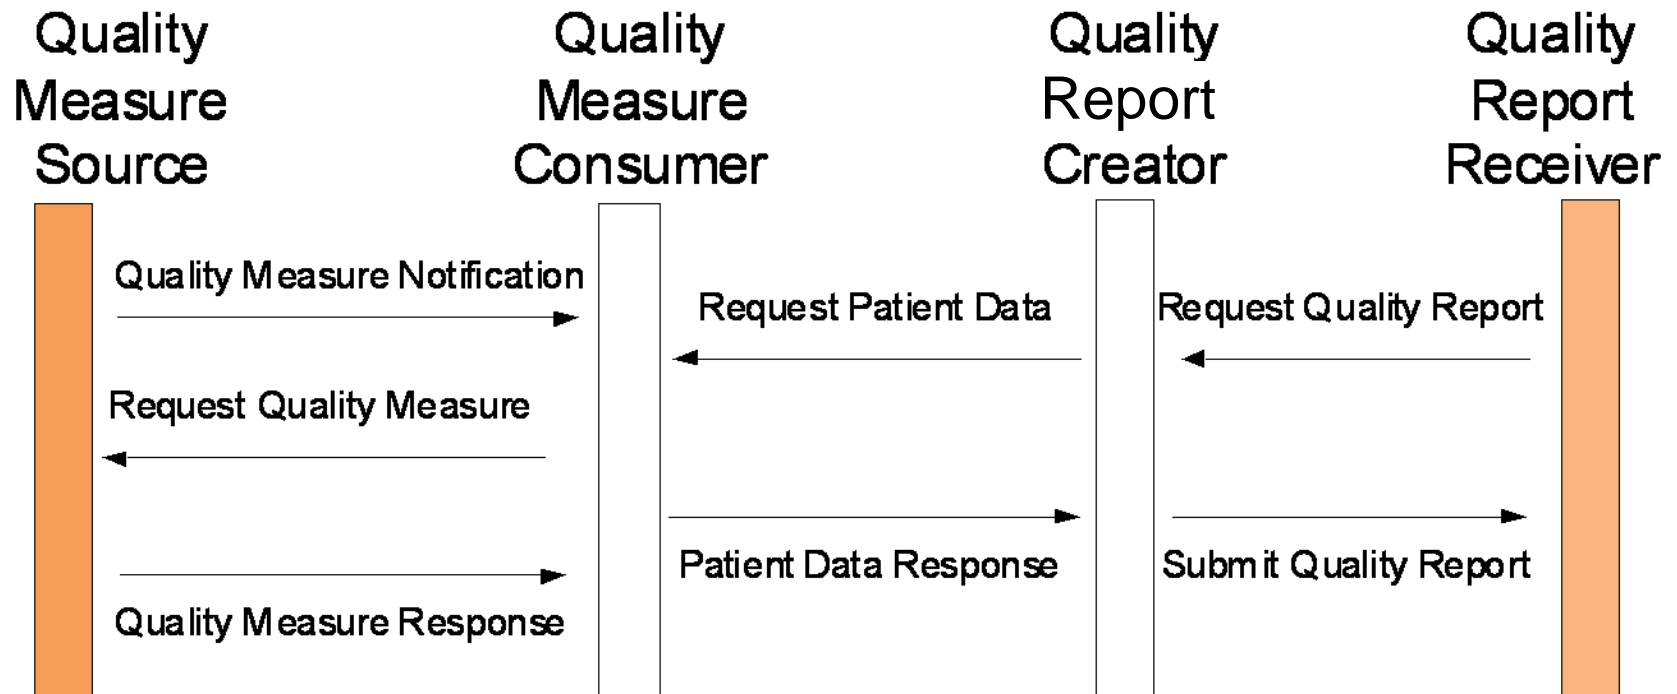 Quality
Measure
Source
Quality
Measure
Consumer
Quality
Report
Creator
Quality
Report
Receiver
Quality Measure Notification
Request Patient Data
Request Quality Report
Request Quality Measure
Patient Data Response
Submit Quality Report
Quality Measure Response